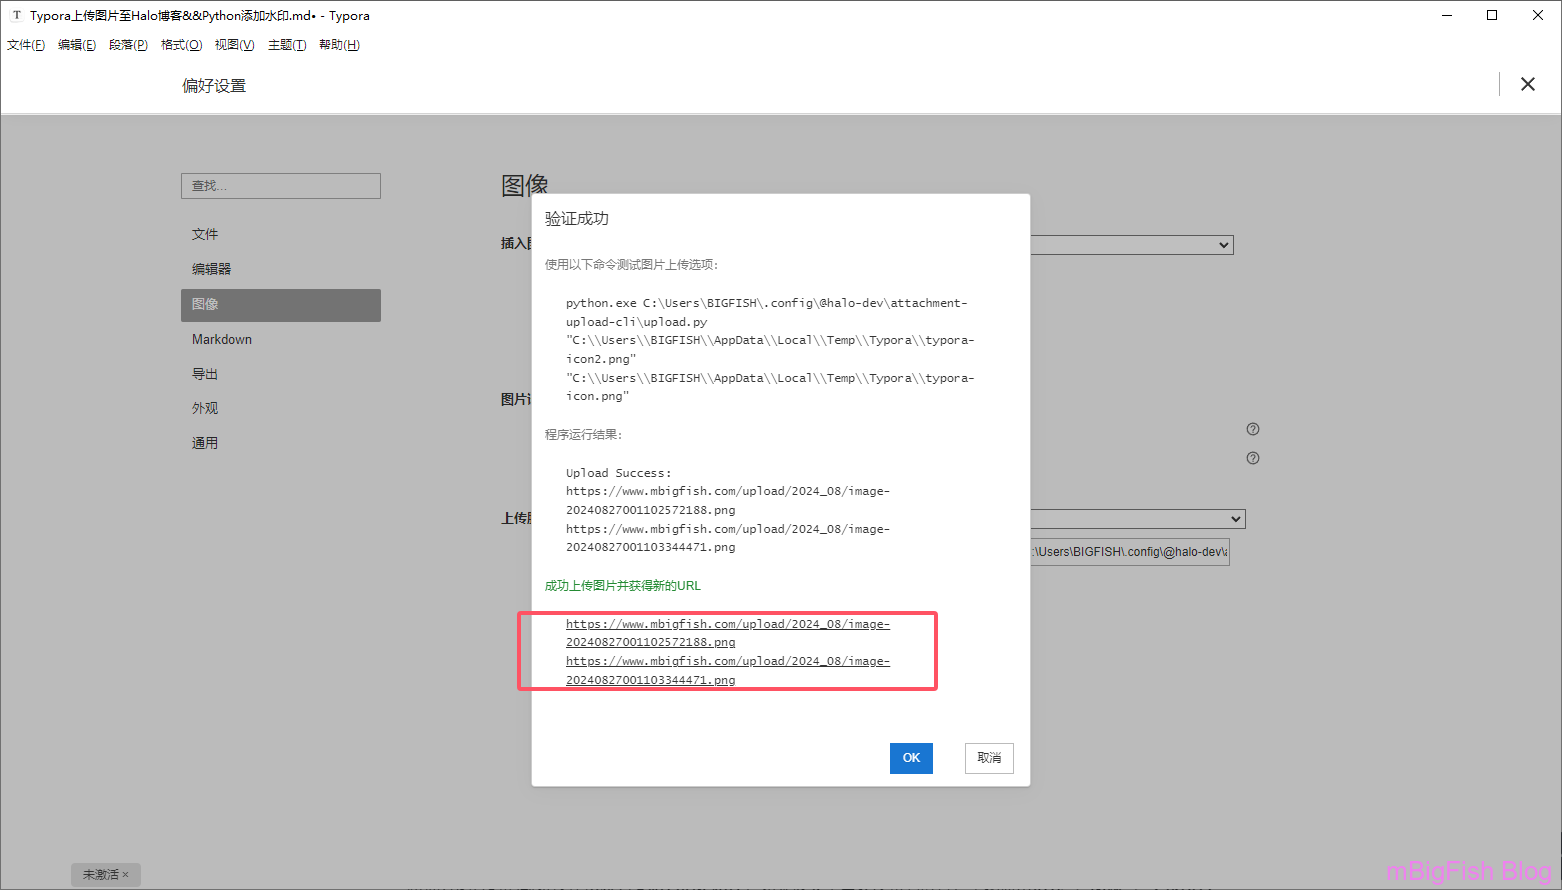 T Typora上传图片至Halo博客&&Python添加水印.md• - Typora
文件(F) 编辑(E) 段落(P) 格式(O) 视图(V) 主题(T) 帮助(H)
偏好设置
查找...
文件
编辑器
图像
Markdown
导出
外观
通用
图像
插入
图片
上传
:\Users\BIGFISH\.config\@halo-dev\
验证成功
使用以下命令测试图片上传选项:
python.exe C:\Users\BIGFISH\.config\@halo-dev\attachment-
upload-cli\upload.py
"C:\\Users\\BIGFISH\\AppData\\Local\\Temp\\Typora\\typora-
icon2.png"
"C:\\Users\\BIGFISH\\AppData\\Local\\Temp\\Typora\\typora-
icon.png"
程序运行结果:
Upload Success:
https://www.mbigfish.com/upload/2024_08/image-
20240827001102572188.png
https://www.mbigfish.com/upload/2024_08/image-
20240827001103344471.png
成功上传图片并获得新的URL
https://www.mbigfish.com/upload/2024_08/image-
20240827001102572188.png
https://www.mbigfish.com/upload/2024_08/image-
20240827001103344471.png
OK 取消
未激活 ×
mBigFish Blog